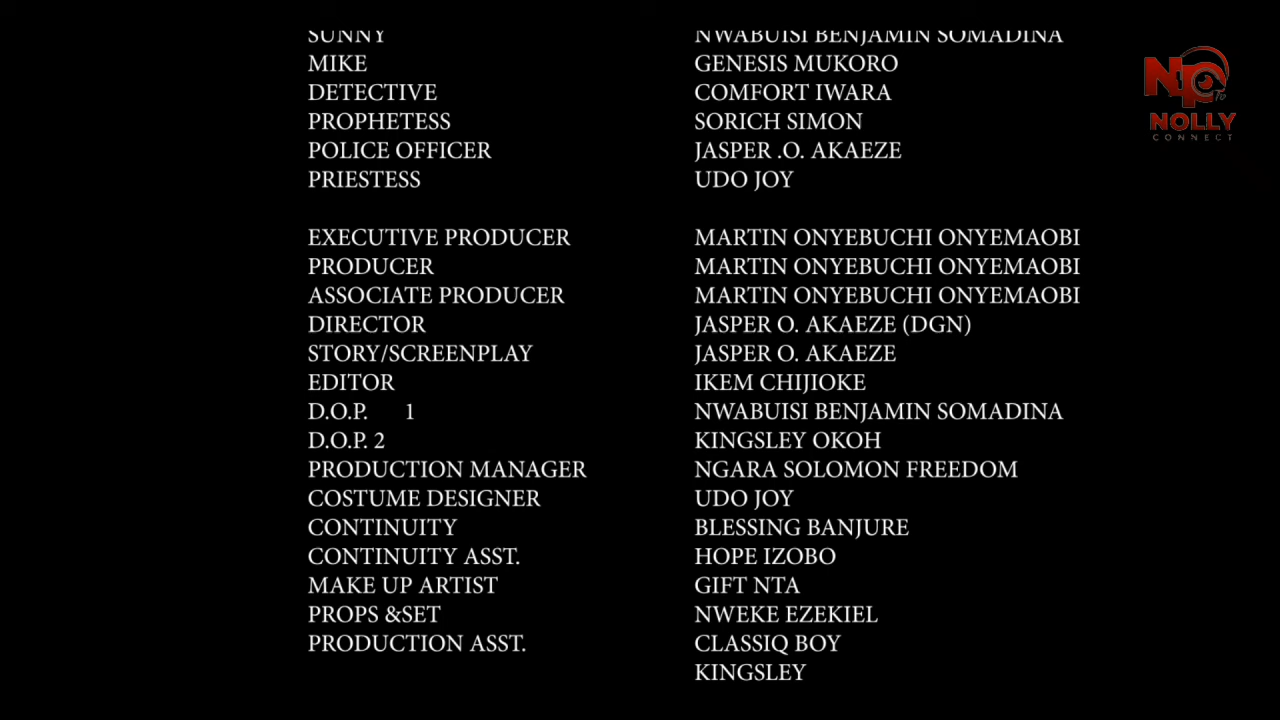 SUNNY NWABUISI BENJAMIN SOMADINA
MIKE GENESIS MUKORO
DETECTIVE COMFORT IWARA
PROPHETESS SORICH SIMON
POLICE OFFICER JASPER .O. AKAEZE
PRIESTESS UDO JOY
EXECUTIVE PRODUCER MARTIN ONYEBUCHI ONYEMAOBI
PRODUCER MARTIN ONYEBUCHI ONYEMAOBI
ASSOCIATE PRODUCER MARTIN ONYEBUCHI ONYEMAOBI
DIRECTOR JASPER O. AKAEZE (DGN)
STORY/SCREENPLAY JASPER O. AKAEZE
EDITOR IKEM CHIJIOKE
D.O.P. 1 NWABUISI BENJAMIN SOMADINA
D.O.P. 2 KINGSLEY OKOH
PRODUCTION MANAGER NGARA SOLOMON FREEDOM
COSTUME DESIGNER UDO JOY
CONTINUITY BLESSING BANJURE
CONTINUITY ASST. HOPE IZOBO
MAKE UP ARTIST GIFT NTA
PROPS &SET NWEKE EZEKIEL
PRODUCTION ASST. CLASSIQ BOY
KINGSLEY
NOLLY
CONNECT